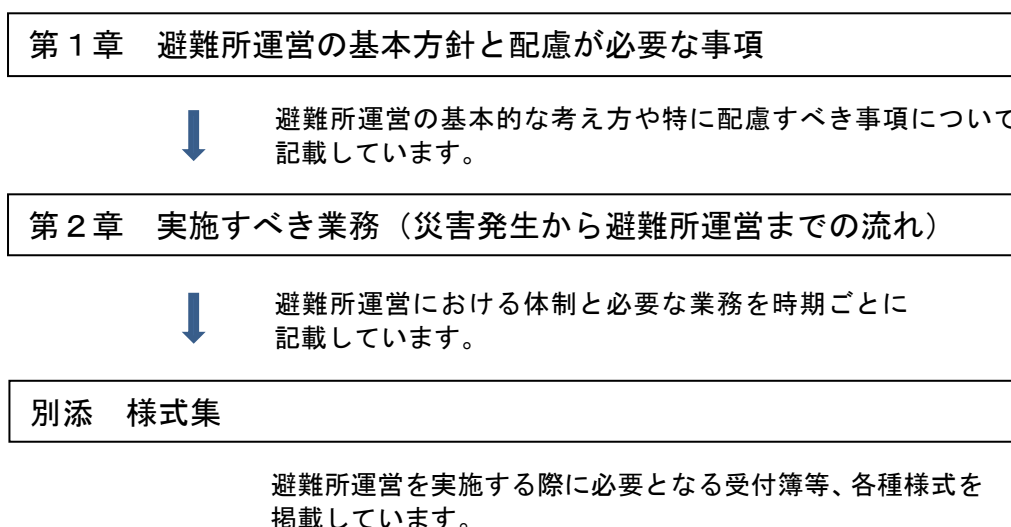 第１章　避難所運営の基本方針と配慮が必要な事項
避難所運営の基本的な考え方や特に配慮すべき事項について
記載しています。
第２章　実施すべき業務（災害発生から避難所運営までの流れ）
避難所運営における体制と必要な業務を時期ごとに
記載しています。
別添　様式集
避難所運営を実施する際に必要となる受付簿等、各種様式を
掲載しています。